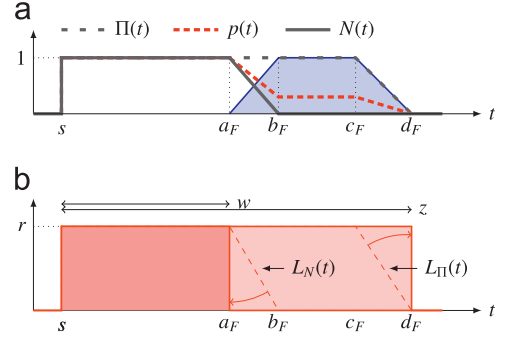 a
Π(t) p(t) N(t)
1
s a_F b_F c_F d_F t
b
w
z
r
L_N(t) L_Π(t)
s a_F b_F c_F d_F t